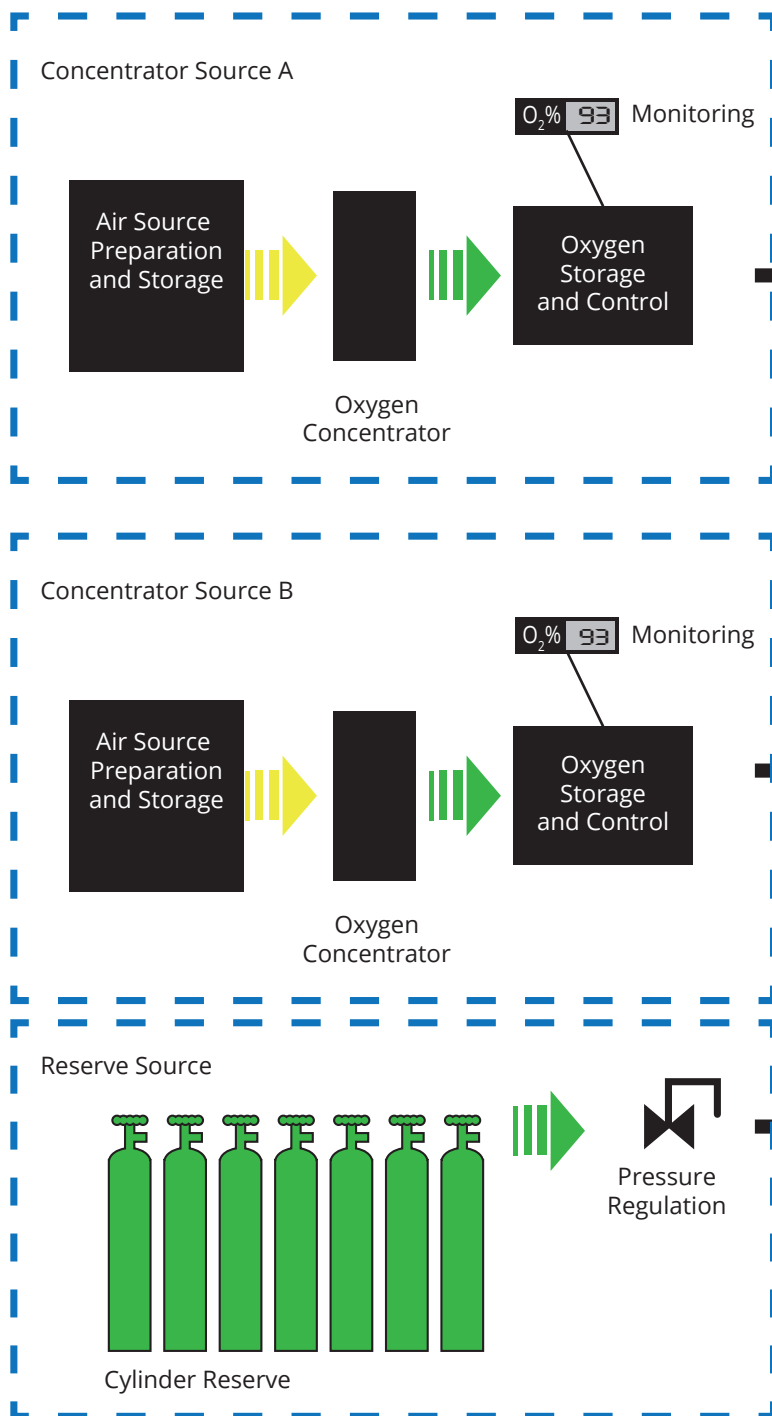 Concentrator Source A
O₂% 93 Monitoring
Air Source
Preparation
and Storage
Oxygen
Storage
and Control
Oxygen
Concentrator
Concentrator Source B
O₂% 93 Monitoring
Air Source
Preparation
and Storage
Oxygen
Storage
and Control
Oxygen
Concentrator
Reserve Source
Pressure
Regulation
Cylinder Reserve